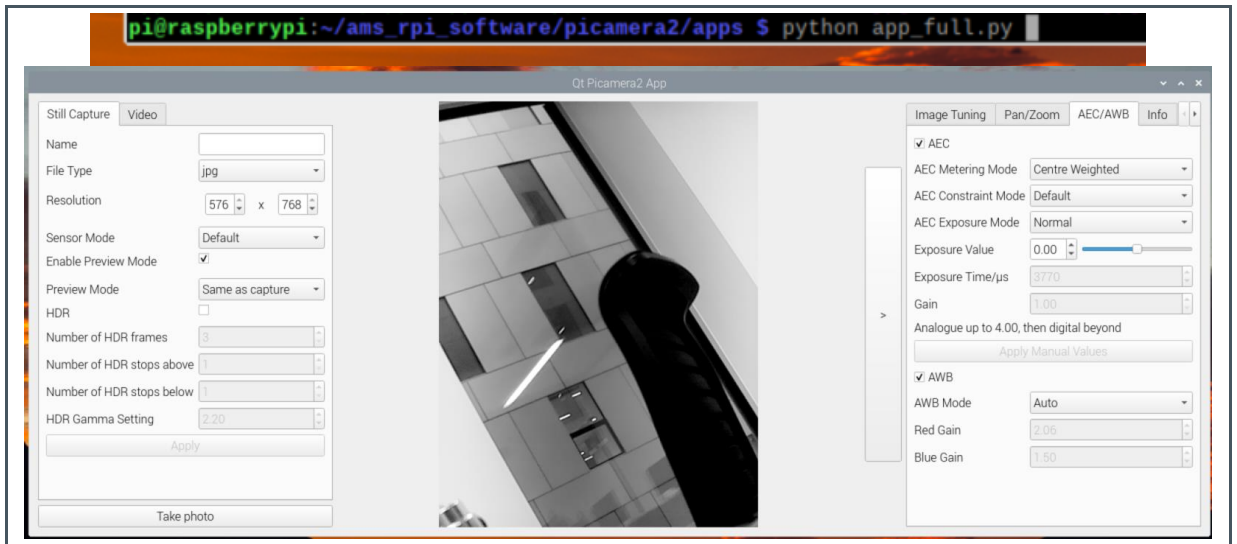 pi@raspberrypi:~/ams_rpi_software/picamera2/apps $ python app_full.py
Qt Picamera2 App
Still Capture Video
Name
File Type jpg
Resolution 576 x 768
Sensor Mode Default
Enable Preview Mode
Preview Mode Same as capture
HDR
Number of HDR frames 3
Number of HDR stops above 1
Number of HDR stops below 1
HDR Gamma Setting 2.20
Apply
Take photo
>
Image Tuning Pan/Zoom AEC/AWB Info
AEC
AEC Metering Mode Centre Weighted
AEC Constraint Mode Default
AEC Exposure Mode Normal
Exposure Value 0.00
Exposure Time/µs 3770
Gain 1.00
Analogue up to 4.00, then digital beyond
Apply Manual Values
AWB
AWB Mode Auto
Red Gain 2.06
Blue Gain 1.50